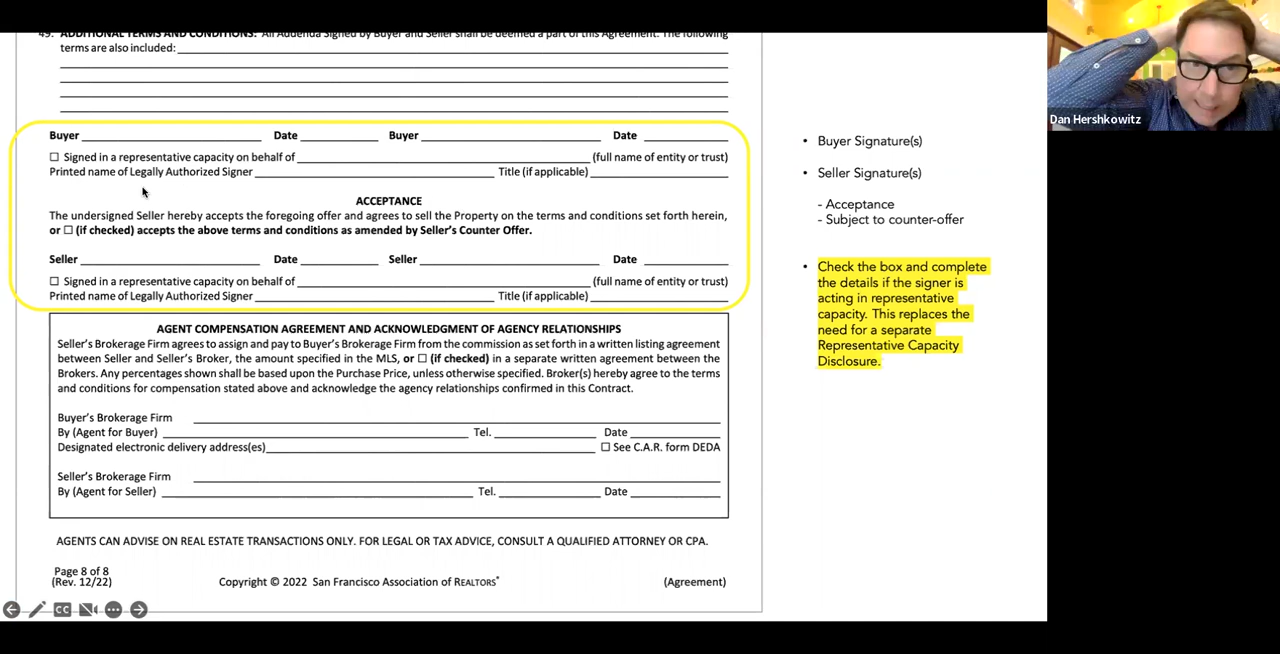 49. ADDITIONAL TERMS AND CONDITIONS: All Addenda Signed by Buyer and Seller shall be deemed a part of this Agreement. The following
terms are also included:
Buyer Date Buyer Date
☐ Signed in a representative capacity on behalf of (full name of entity or trust)
Printed name of Legally Authorized Signer Title (if applicable)
ACCEPTANCE
The undersigned Seller hereby accepts the foregoing offer and agrees to sell the Property on the terms and conditions set forth herein,
or ☐ (if checked) accepts the above terms and conditions as amended by Seller's Counter Offer.
Seller Date Seller Date
☐ Signed in a representative capacity on behalf of (full name of entity or trust)
Printed name of Legally Authorized Signer Title (if applicable)
AGENT COMPENSATION AGREEMENT AND ACKNOWLEDGMENT OF AGENCY RELATIONSHIPS
Seller's Brokerage Firm agrees to assign and pay to Buyer's Brokerage Firm from the commission as set forth in a written listing agreement
between Seller and Seller's Broker, the amount specified in the MLS, or ☐ (if checked) in a separate written agreement between the
Brokers. Any percentages shown shall be based upon the Purchase Price, unless otherwise specified. Broker(s) hereby agree to the terms
and conditions for compensation stated above and acknowledge the agency relationships confirmed in this Contract.
Buyer's Brokerage Firm
By (Agent for Buyer) Tel. Date
Designated electronic delivery address(es) ☐ See C.A.R. form DEDA
Seller's Brokerage Firm
By (Agent for Seller) Tel. Date
AGENTS CAN ADVISE ON REAL ESTATE TRANSACTIONS ONLY. FOR LEGAL OR TAX ADVICE, CONSULT A QUALIFIED ATTORNEY OR CPA.
Page 8 of 8
(Rev. 12/22) Copyright © 2022 San Francisco Association of REALTORS® (Agreement)
CC
• Buyer Signature(s)
• Seller Signature(s)
- Acceptance
- Subject to counter-offer
• Check the box and complete
the details if the signer is
acting in representative
capacity. This replaces the
need for a separate
Representative Capacity
Disclosure.
Dan Hershkowitz